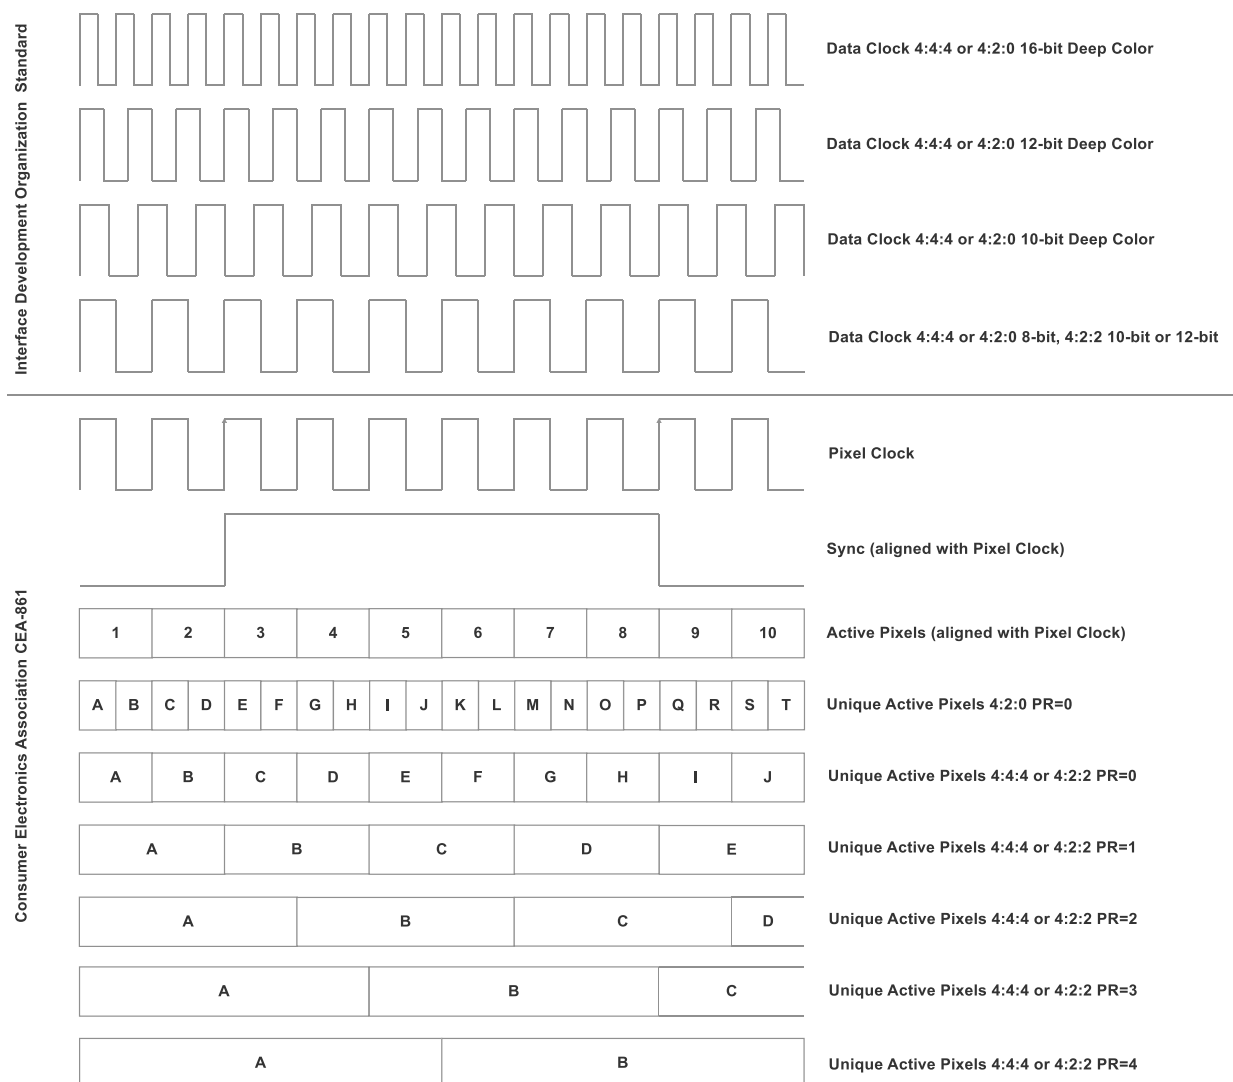 Interface Development Organization Standard
Data Clock 4:4:4 or 4:2:0 16-bit Deep Color
Data Clock 4:4:4 or 4:2:0 12-bit Deep Color
Data Clock 4:4:4 or 4:2:0 10-bit Deep Color
Data Clock 4:4:4 or 4:2:0 8-bit, 4:2:2 10-bit or 12-bit
Consumer Electronics Association CEA-861
Pixel Clock
Sync (aligned with Pixel Clock)
1 2 3 4 5 6 7 8 9 10 Active Pixels (aligned with Pixel Clock)
A B C D E F G H I J K L M N O P Q R S T Unique Active Pixels 4:2:0 PR=0
A B C D E F G H I J Unique Active Pixels 4:4:4 or 4:2:2 PR=0
A B C D E Unique Active Pixels 4:4:4 or 4:2:2 PR=1
A B C D Unique Active Pixels 4:4:4 or 4:2:2 PR=2
A B C Unique Active Pixels 4:4:4 or 4:2:2 PR=3
A B Unique Active Pixels 4:4:4 or 4:2:2 PR=4